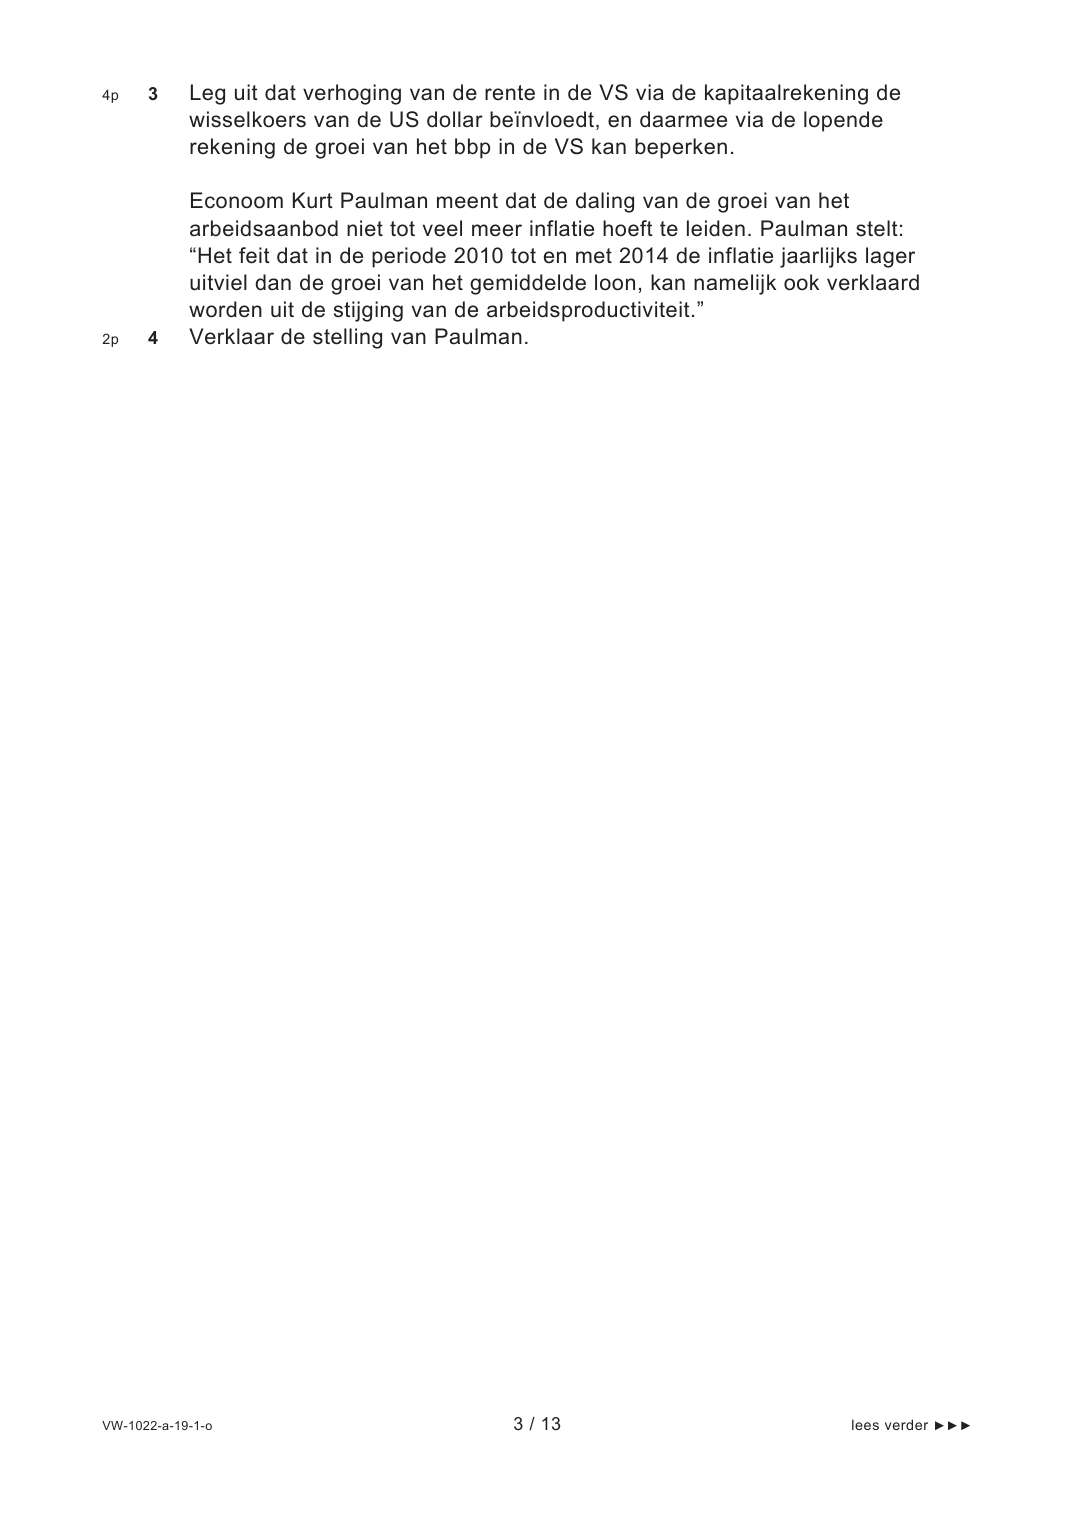 4p 3 Leg uit dat verhoging van de rente in de VS via de kapitaalrekening de
wisselkoers van de US dollar beïnvloedt, en daarmee via de lopende
rekening de groei van het bbp in de VS kan beperken.
Econoom Kurt Paulman meent dat de daling van de groei van het
arbeidsaanbod niet tot veel meer inflatie hoeft te leiden. Paulman stelt:
“Het feit dat in de periode 2010 tot en met 2014 de inflatie jaarlijks lager
uitviel dan de groei van het gemiddelde loon, kan namelijk ook verklaard
worden uit de stijging van de arbeidsproductiviteit.”
2p 4 Verklaar de stelling van Paulman.
VW-1022-a-19-1-o 3 / 13 lees verder ►►►